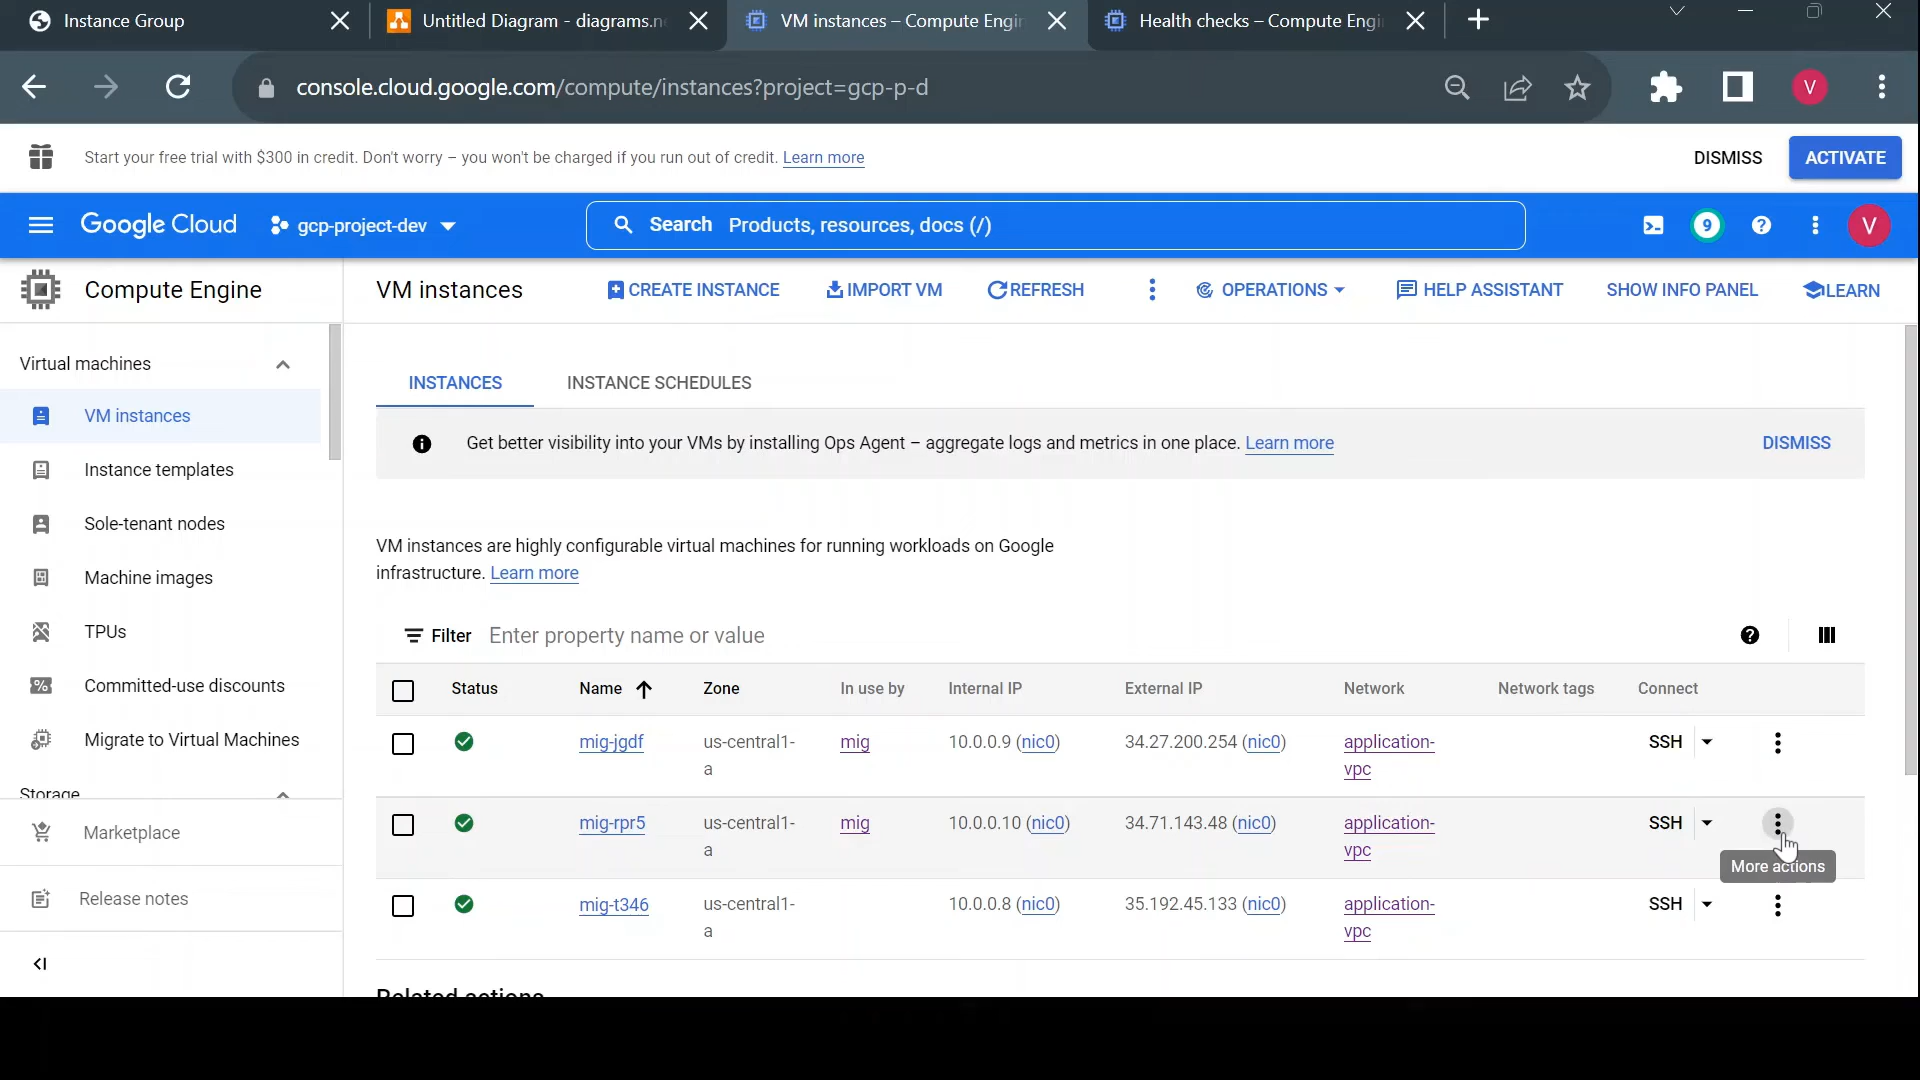 Instance Group
Untitled Diagram - diagrams.n
VM instances – Compute Engin
Health checks – Compute Engi
console.cloud.google.com/compute/instances?project=gcp-p-d
V
Start your free trial with $300 in credit. Don't worry – you won't be charged if you run out of credit. Learn more
DISMISS
ACTIVATE
Google Cloud
gcp-project-dev
Search Products, resources, docs (/)
9
V
Compute Engine
VM instances
CREATE INSTANCE
IMPORT VM
REFRESH
OPERATIONS
HELP ASSISTANT
SHOW INFO PANEL
LEARN
Virtual machines
VM instances
Instance templates
Sole-tenant nodes
Machine images
TPUs
Committed-use discounts
Migrate to Virtual Machines
Storage
Marketplace
Release notes
INSTANCES
INSTANCE SCHEDULES
Get better visibility into your VMs by installing Ops Agent – aggregate logs and metrics in one place. Learn more
DISMISS
VM instances are highly configurable virtual machines for running workloads on Google
infrastructure. Learn more
Filter Enter property name or value
Status Name Zone In use by Internal IP External IP Network Network tags Connect
mig-jgdf us-central1- mig 10.0.0.9 (nic0) 34.27.200.254 (nic0) application- SSH
a vpc
mig-rpr5 us-central1- mig 10.0.0.10 (nic0) 34.71.143.48 (nic0) application- SSH
a vpc
More actions
mig-t346 us-central1- 10.0.0.8 (nic0) 35.192.45.133 (nic0) application- SSH
a vpc
Related actions